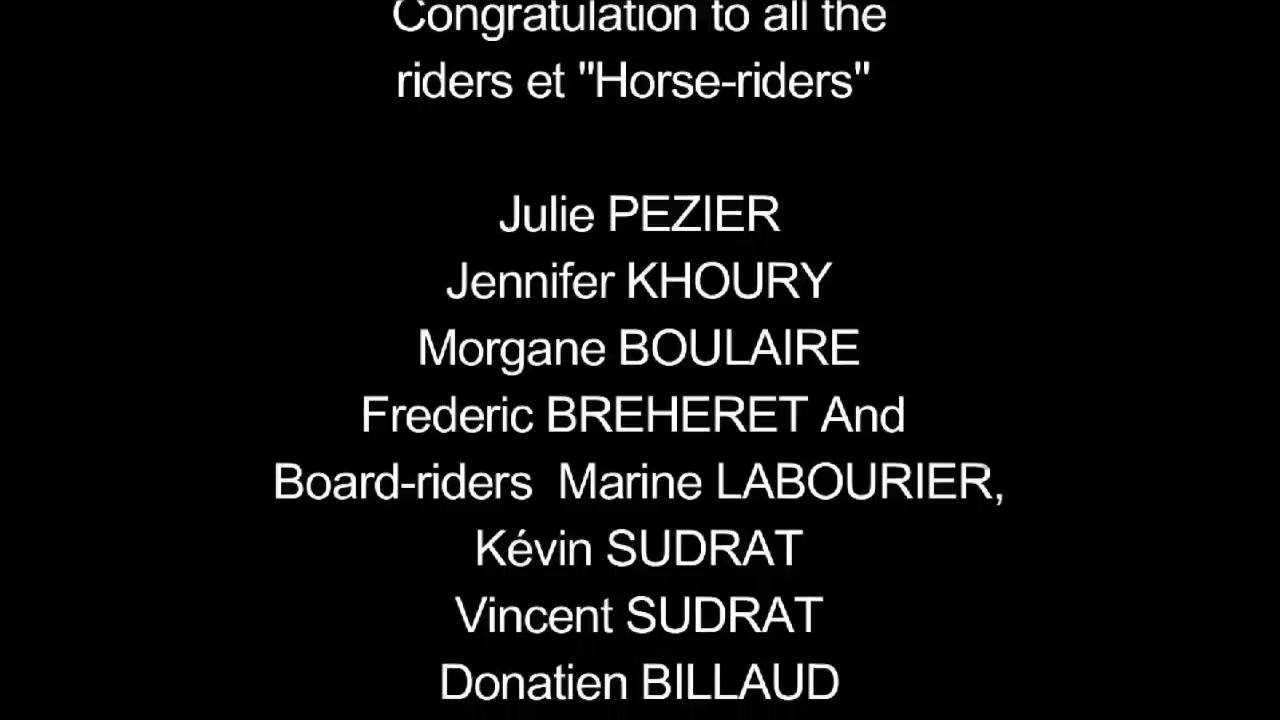 Congratulation to all the
riders et "Horse-riders"
Julie PEZIER
Jennifer KHOURY
Morgane BOULAIRE
Frederic BREHERET And
Board-riders  Marine LABOURIER,
Kévin SUDRAT
Vincent SUDRAT
Donatien BILLAUD